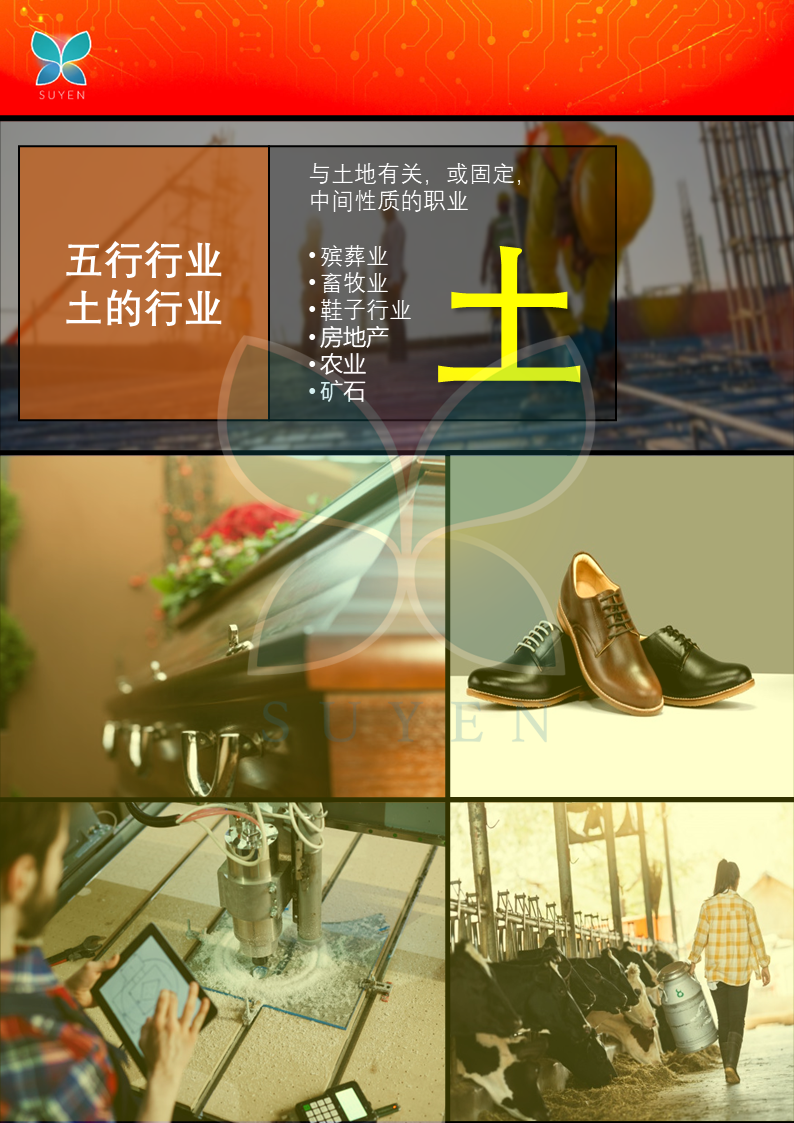 SUYEN
五行行业
土的行业
与土地有关，或固定，
中间性质的职业
•殡葬业
•畜牧业
•鞋子行业
•房地产
•农业
•矿石
土
SUYEN